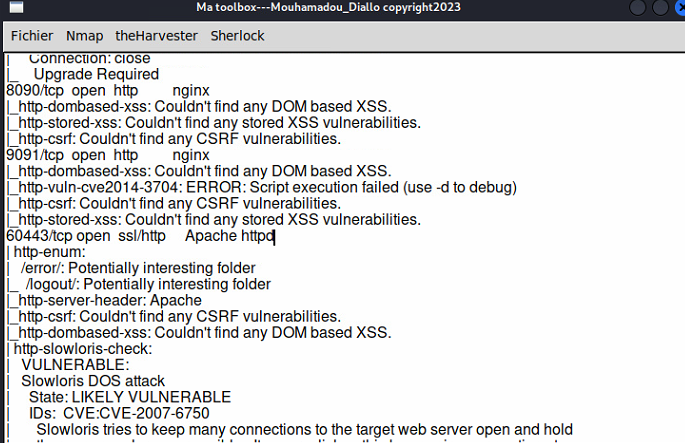 Ma toolbox---Mouhamadou_Diallo copyright2023
Fichier Nmap theHarvester Sherlock
| Connection: close
|_ Upgrade Required
8090/tcp open http nginx
|_http-dombased-xss: Couldn't find any DOM based XSS.
|_http-stored-xss: Couldn't find any stored XSS vulnerabilities.
|_http-csrf: Couldn't find any CSRF vulnerabilities.
9091/tcp open http nginx
|_http-dombased-xss: Couldn't find any DOM based XSS.
|_http-vuln-cve2014-3704: ERROR: Script execution failed (use -d to debug)
|_http-csrf: Couldn't find any CSRF vulnerabilities.
|_http-stored-xss: Couldn't find any stored XSS vulnerabilities.
60443/tcp open ssl/http Apache httpd
| http-enum:
| /error/: Potentially interesting folder
|_ /logout/: Potentially interesting folder
|_http-server-header: Apache
|_http-csrf: Couldn't find any CSRF vulnerabilities.
|_http-dombased-xss: Couldn't find any DOM based XSS.
| http-slowloris-check:
| VULNERABLE:
| Slowloris DOS attack
| State: LIKELY VULNERABLE
| IDs: CVE:CVE-2007-6750
| Slowloris tries to keep many connections to the target web server open and hold